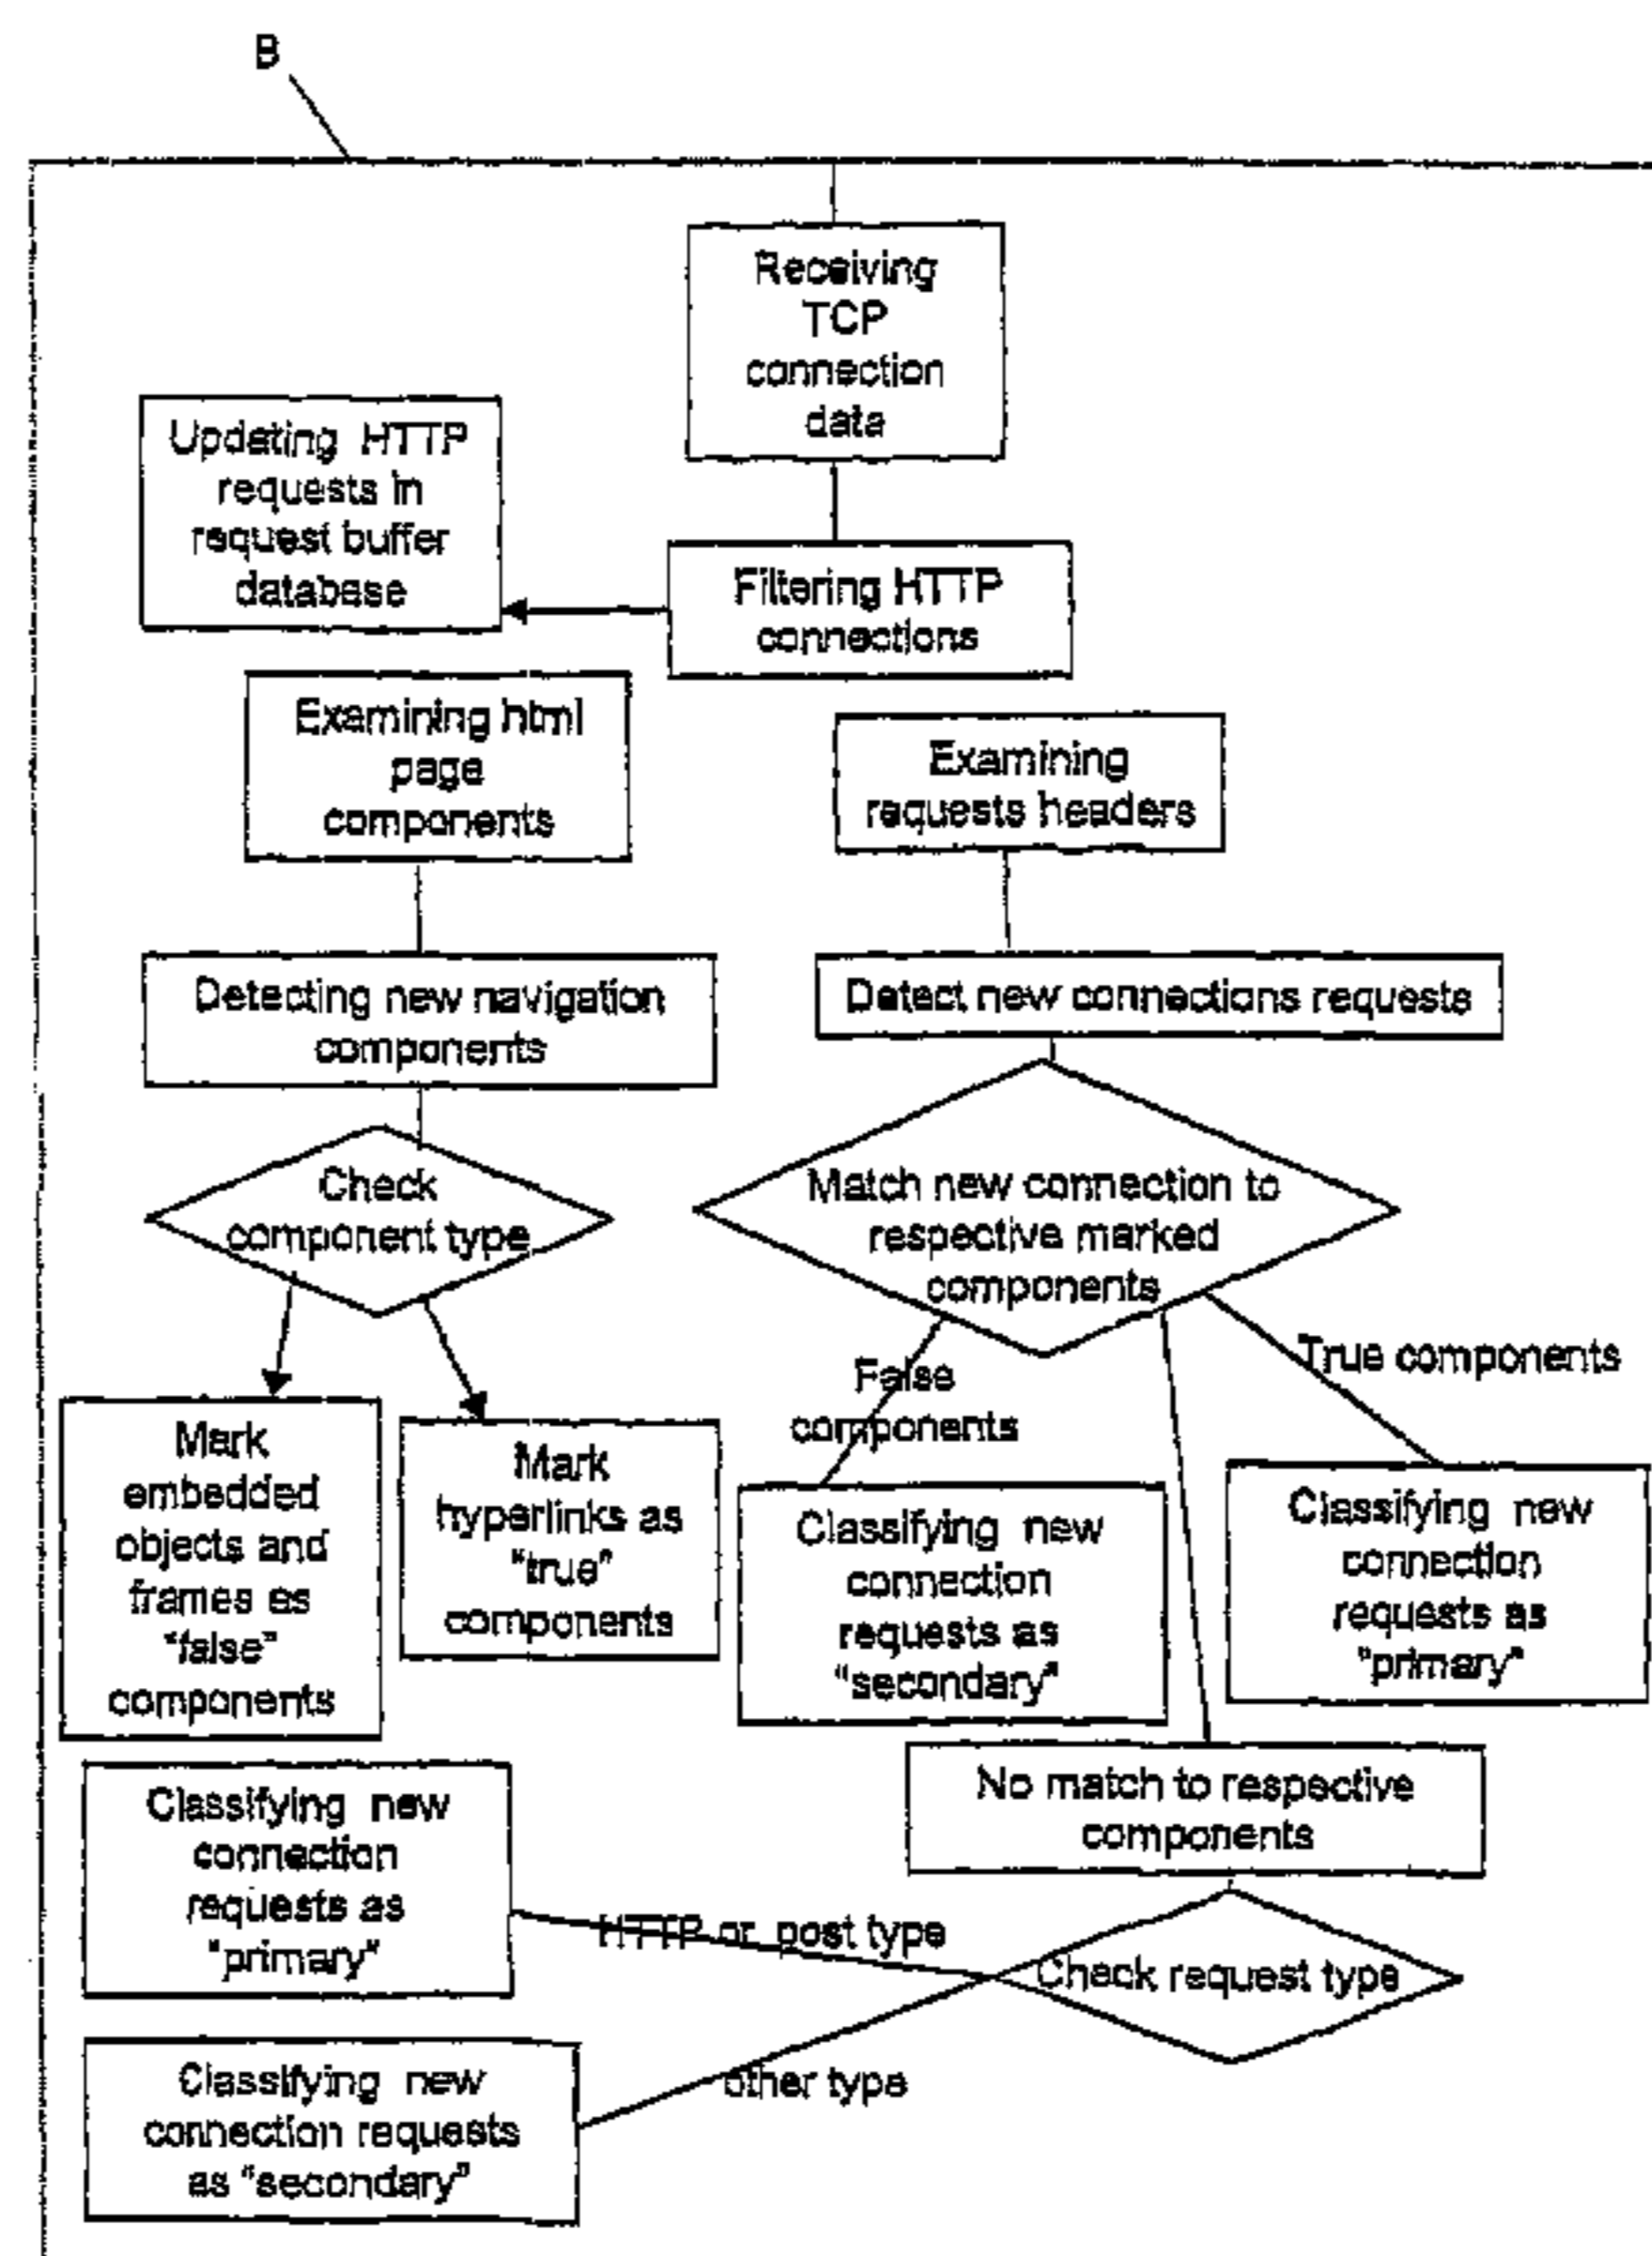 B
Receiving
TCP
connection
data
Updating HTTP
requests in
request buffer
database
Filtering HTTP
connections
Examining html
page
components
Examining
requests headers
Detecting new navigation
components
Detect new connections requests
Check
component type
Match new connection to
respective marked
components
False
components
True components
Mark
embedded
objects and
frames as
"false"
components
Mark
hyperlinks as
"true"
components
Classifying new
connection
requests as
"secondary"
Classifying new
connection
requests as
"primary"
No match to respective
components
Classifying new
connection
requests as
"primary"
HTTP or post type
Check request type
other type
Classifying new
connection requests
as "secondary"